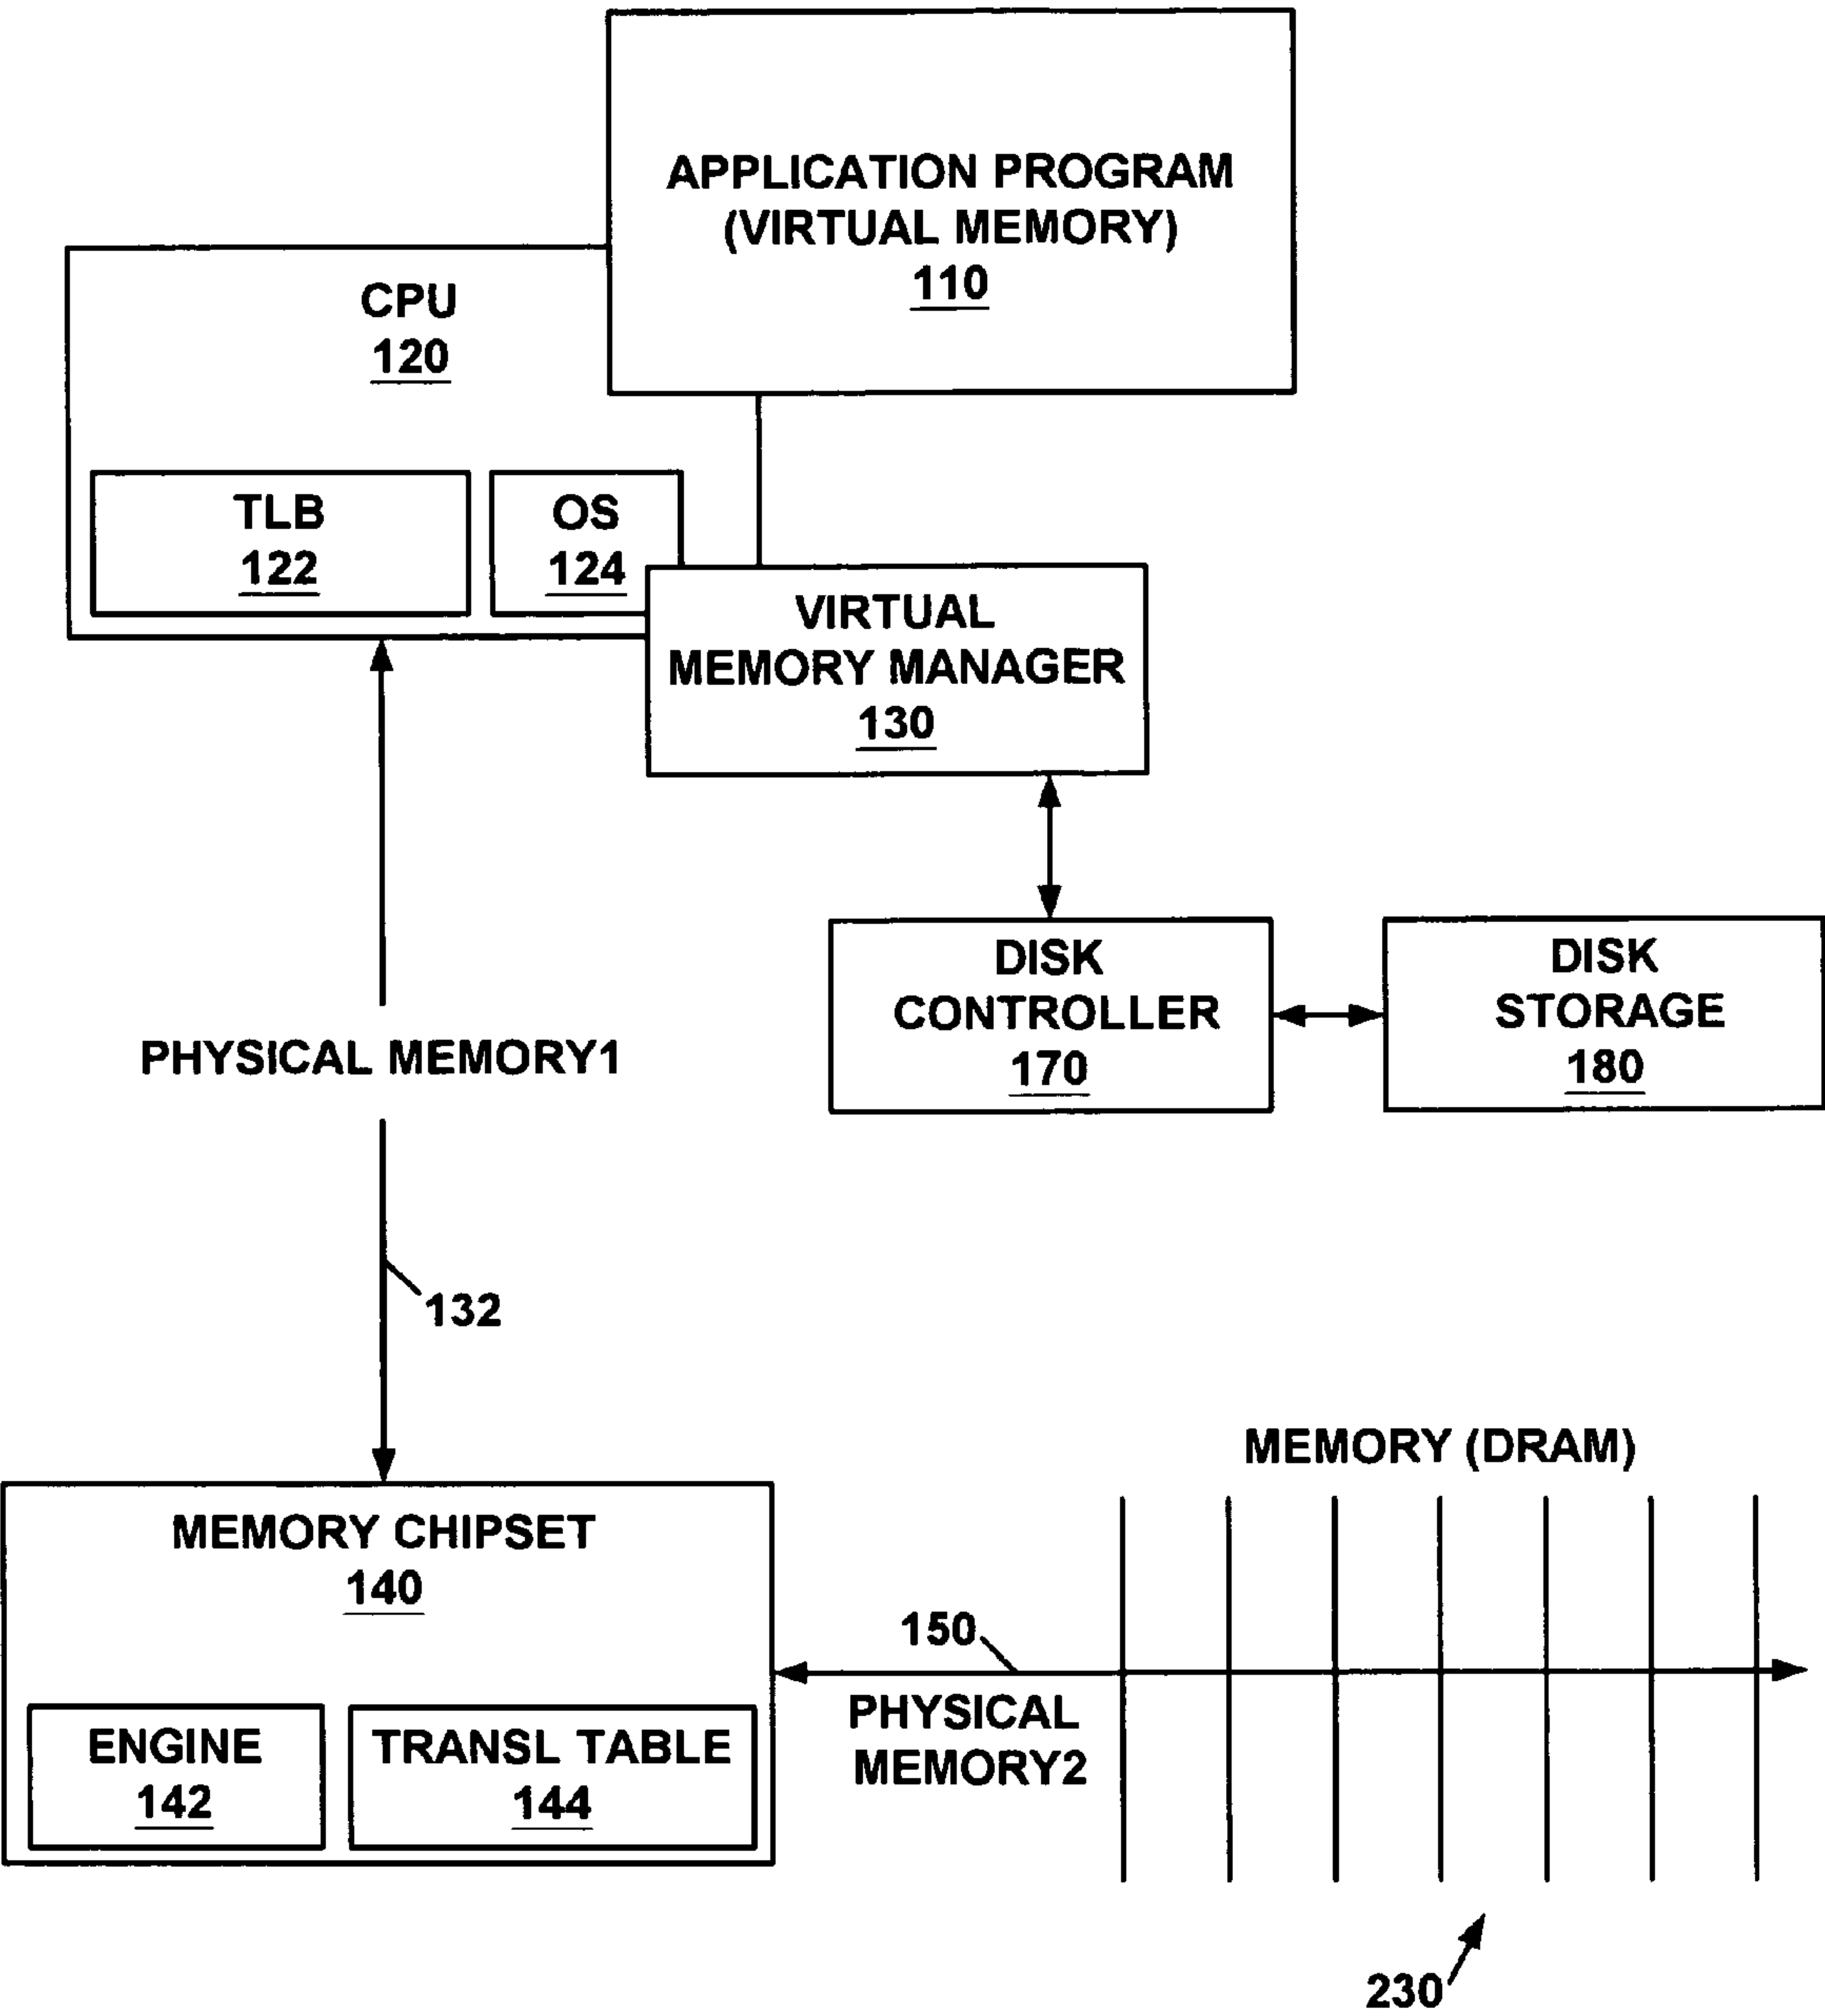 APPLICATION PROGRAM
(VIRTUAL MEMORY)
110
CPU
120
TLB
122
OS
124
VIRTUAL
MEMORY MANAGER
130
DISK
CONTROLLER
170
DISK
STORAGE
180
PHYSICAL MEMORY1
132
MEMORY (DRAM)
MEMORY CHIPSET
140
150
PHYSICAL
MEMORY2
ENGINE
142
TRANSL TABLE
144
230